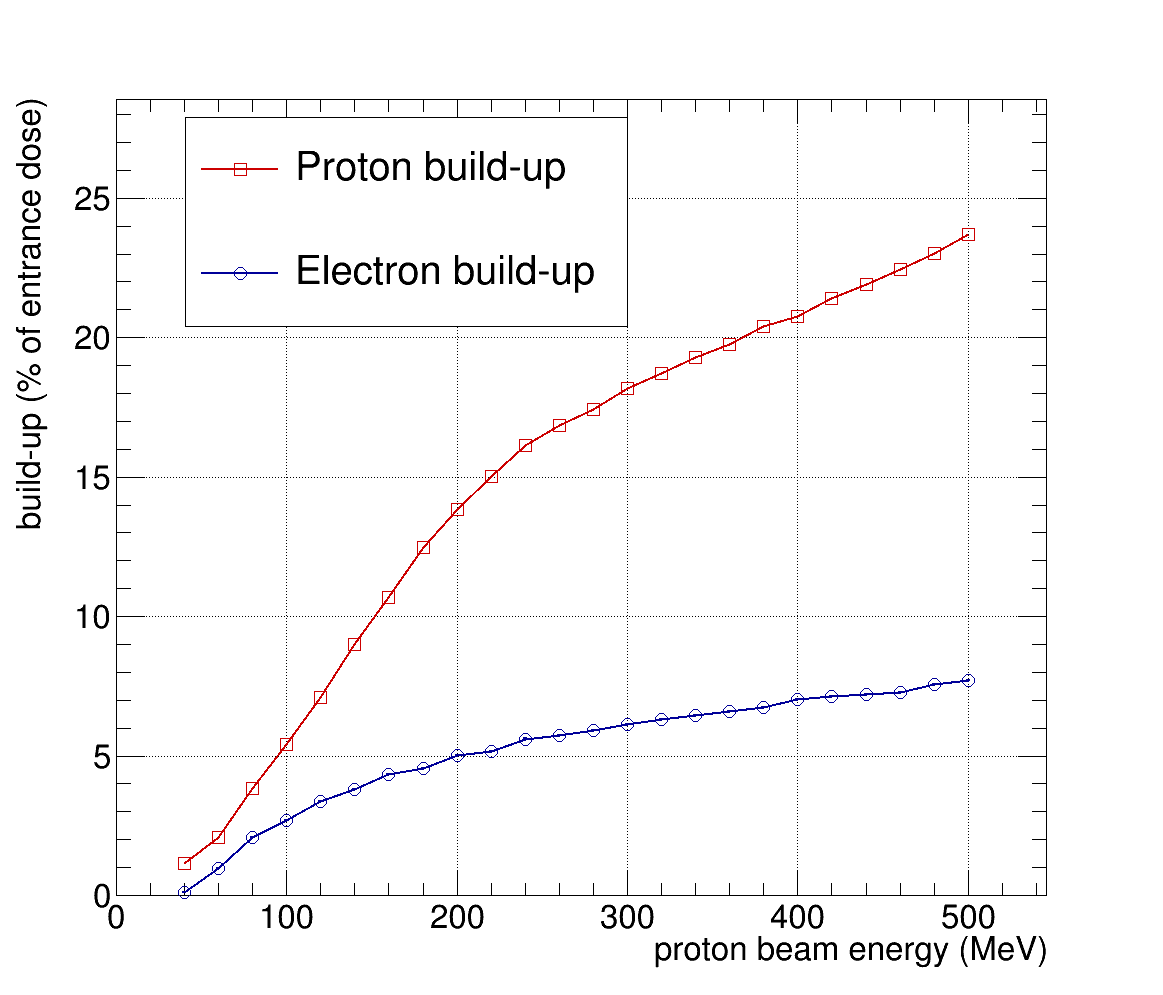 build-up (% of entrance dose)
Proton build-up
Electron build-up
25
20
15
10
5
0
0 100 200 300 400 500
proton beam energy (MeV)